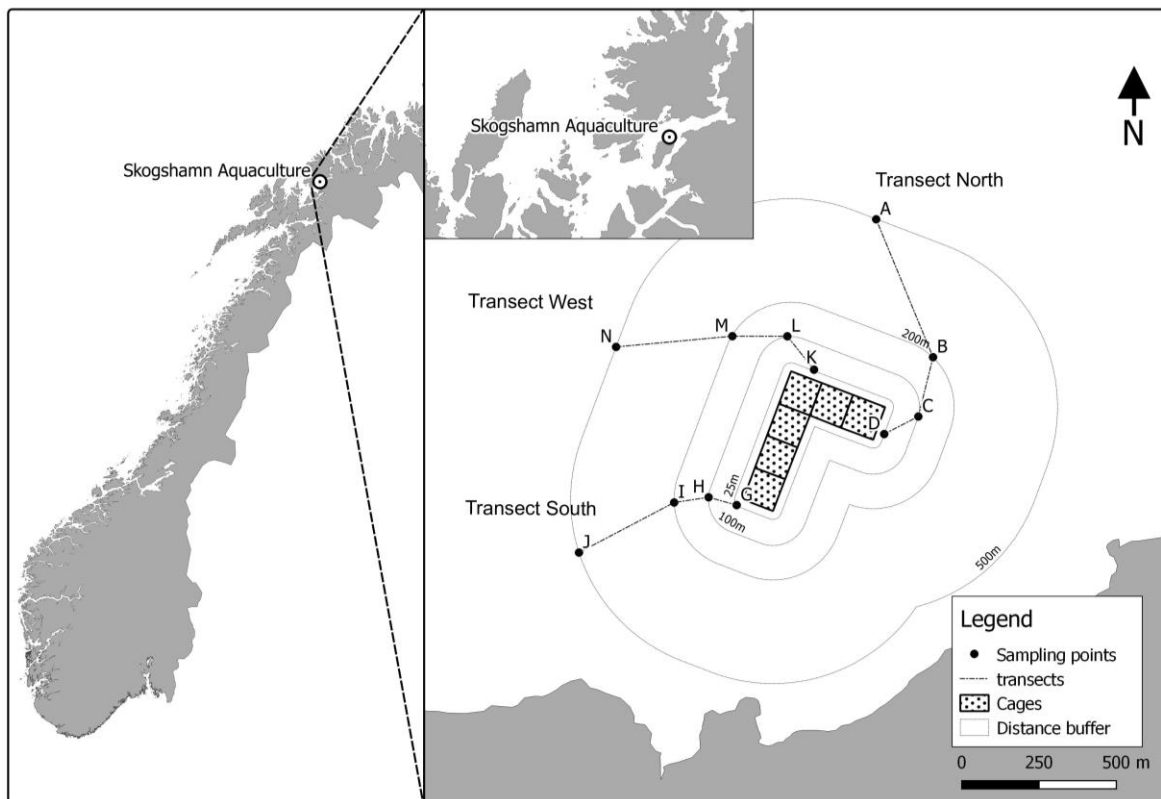 Skogshamn Aquaculture
Skogshamn Aquaculture
N
Transect North
A
Transect West
N
M
L
K
200m
B
C
D
Transect South
I
H
25m
G
100m
J
500m
Legend
Sampling points
transects
Cages
Distance buffer
0 250 500 m